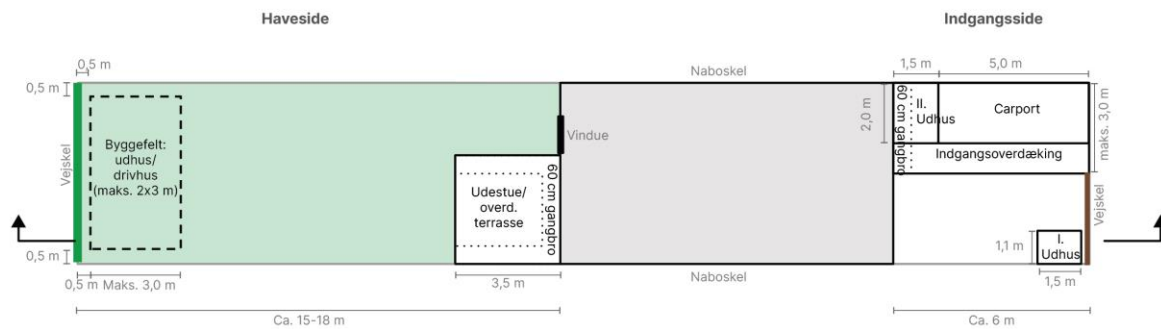 Haveside
Indgangsside
0,5 m
Naboskel
1,5 m
5,0 m
0,5 m
Vejskel
Byggefelt:
udhus/
drivhus
(maks. 2x3 m)
Vindue
2,0 m
60 cm gangbro
II.
Udhus
Carport
maks. 3,0 m
Indgangsoverdæking
Udestue/
overd.
terrasse
60 cm gangbro
Vejskel
1,1 m
I.
Udhus
0,5 m
0,5 m
Maks. 3,0 m
3,5 m
Naboskel
1,5 m
Ca. 15-18 m
Ca. 6 m